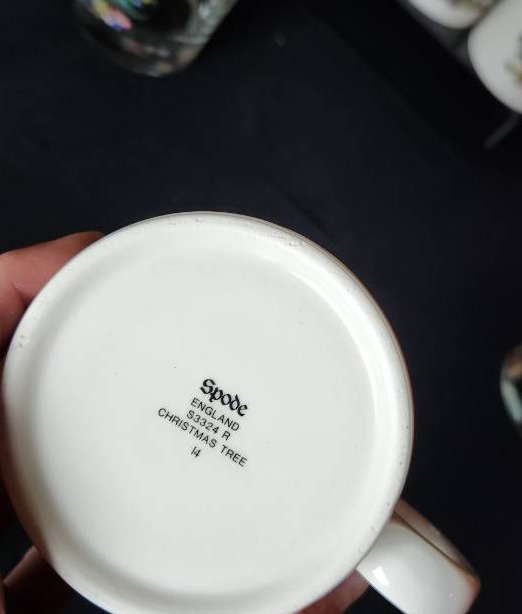 Spode
ENGLAND
S3324 R
CHRISTMAS TREE
14